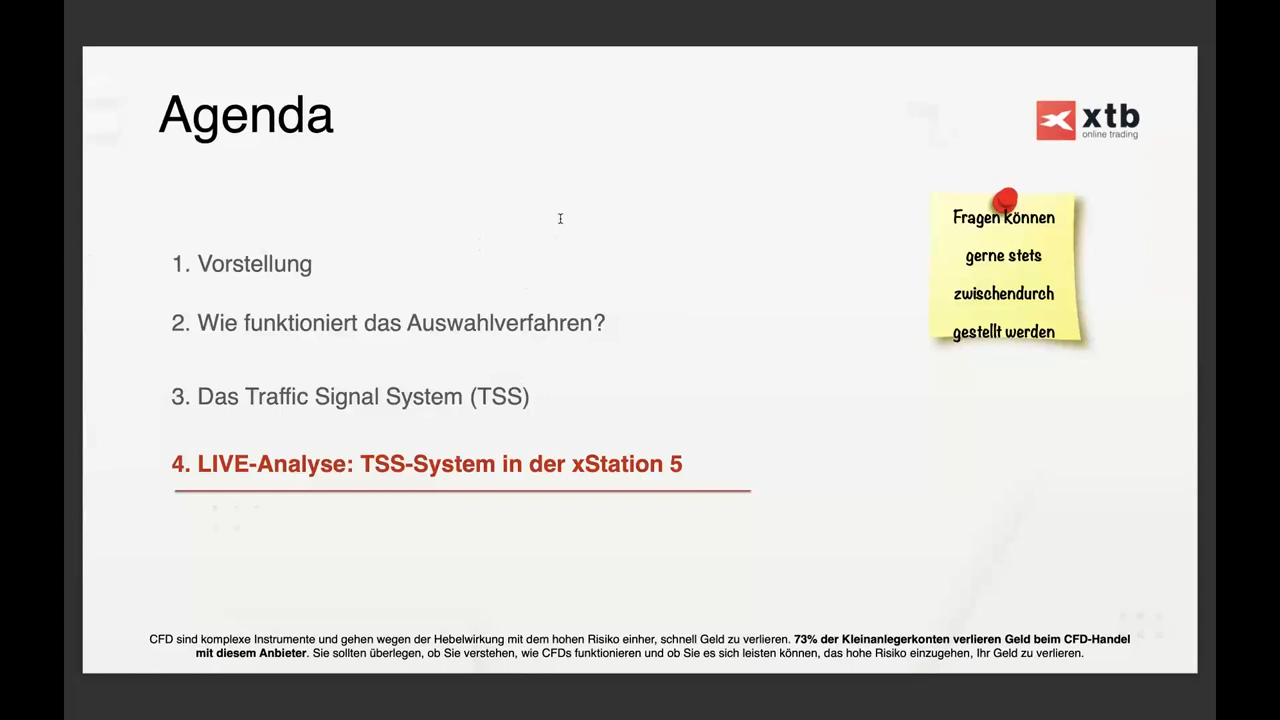 Agenda
xtb
online trading
Fragen können
gerne stets
zwischendurch
gestellt werden
1. Vorstellung
2. Wie funktioniert das Auswahlverfahren?
3. Das Traffic Signal System (TSS)
4. LIVE-Analyse: TSS-System in der xStation 5
CFD sind komplexe Instrumente und gehen wegen der Hebelwirkung mit dem hohen Risiko einher, schnell Geld zu verlieren. 73% der Kleinanlegerkonten verlieren Geld beim CFD-Handel
mit diesem Anbieter. Sie sollten überlegen, ob Sie verstehen, wie CFDs funktionieren und ob Sie es sich leisten können, das hohe Risiko einzugehen, Ihr Geld zu verlieren.